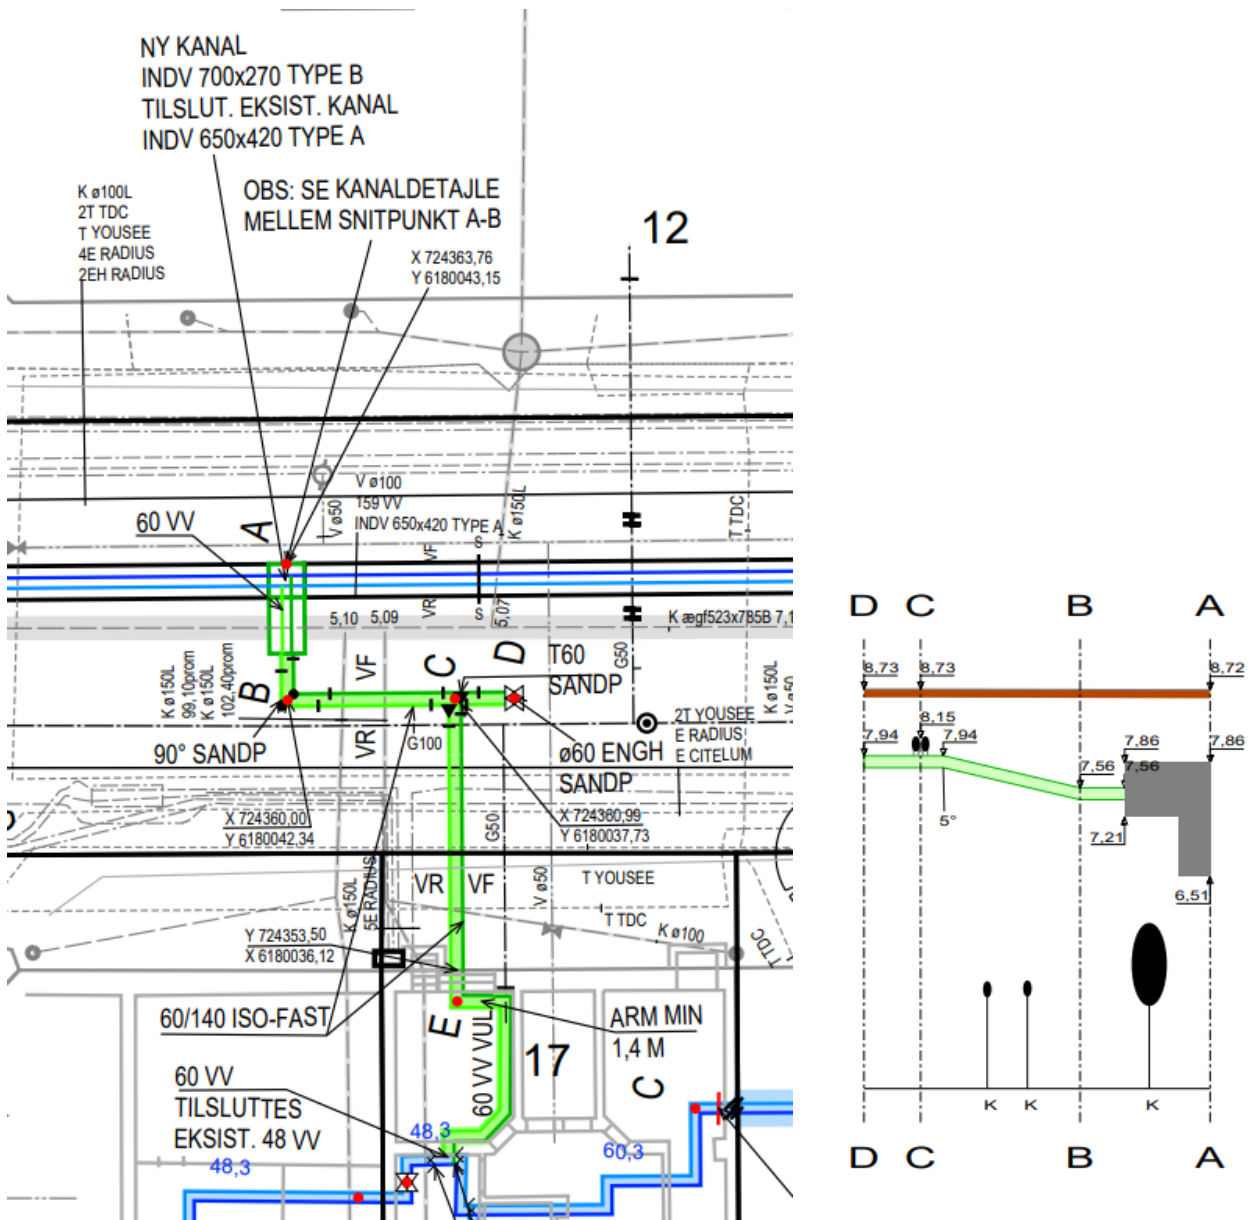 NY KANAL
INDV 700x270 TYPE B
TILSLUT. EKSIST. KANAL
INDV 650x420 TYPE A
K ø100L
2T TDC
T YOUSEE
4E RADIUS
2EH RADIUS
OBS: SE KANALDETAJLE
MELLEM SNITPUNKT A-B
X 724363,76
Y 6180043,15
12
60 VV
A
V ø50
V ø100
159 VV
INDV 650x420 TYPE A
K ø150L
T TDC
VF
S
VR
S
5,10
5,09
5,07
K ægf523x785B 7,1
K ø150L
99,10prom
K ø150L
102,40prom
B
VF
VR
C
D
T60
SANDP
G50
K ø150L
V ø50
90° SANDP
G100
ø60 ENGH
SANDP
2T YOUSEE
E RADIUS
E CITELUM
X 724360,00
Y 6180042,34
G50
X 724360,99
Y 6180037,73
K ø150L
5E RADIUS
VR
VF
V ø50
T YOUSEE
T TDC
K ø100
TTDC
Y 724353,50
X 6180036,12
60/140 ISO-FAST
E
60 VV VUL
ARM MIN
1,4 M
17
C
60 VV
TILSLUTTES
EKSIST. 48 VV
48,3
48,3
60,3
D C B A
8,73
8,73
8,72
8,15
7,94
7,94
7,86
7,86
7,56
7,56
5°
7,21
6,51
K K K
D C B A